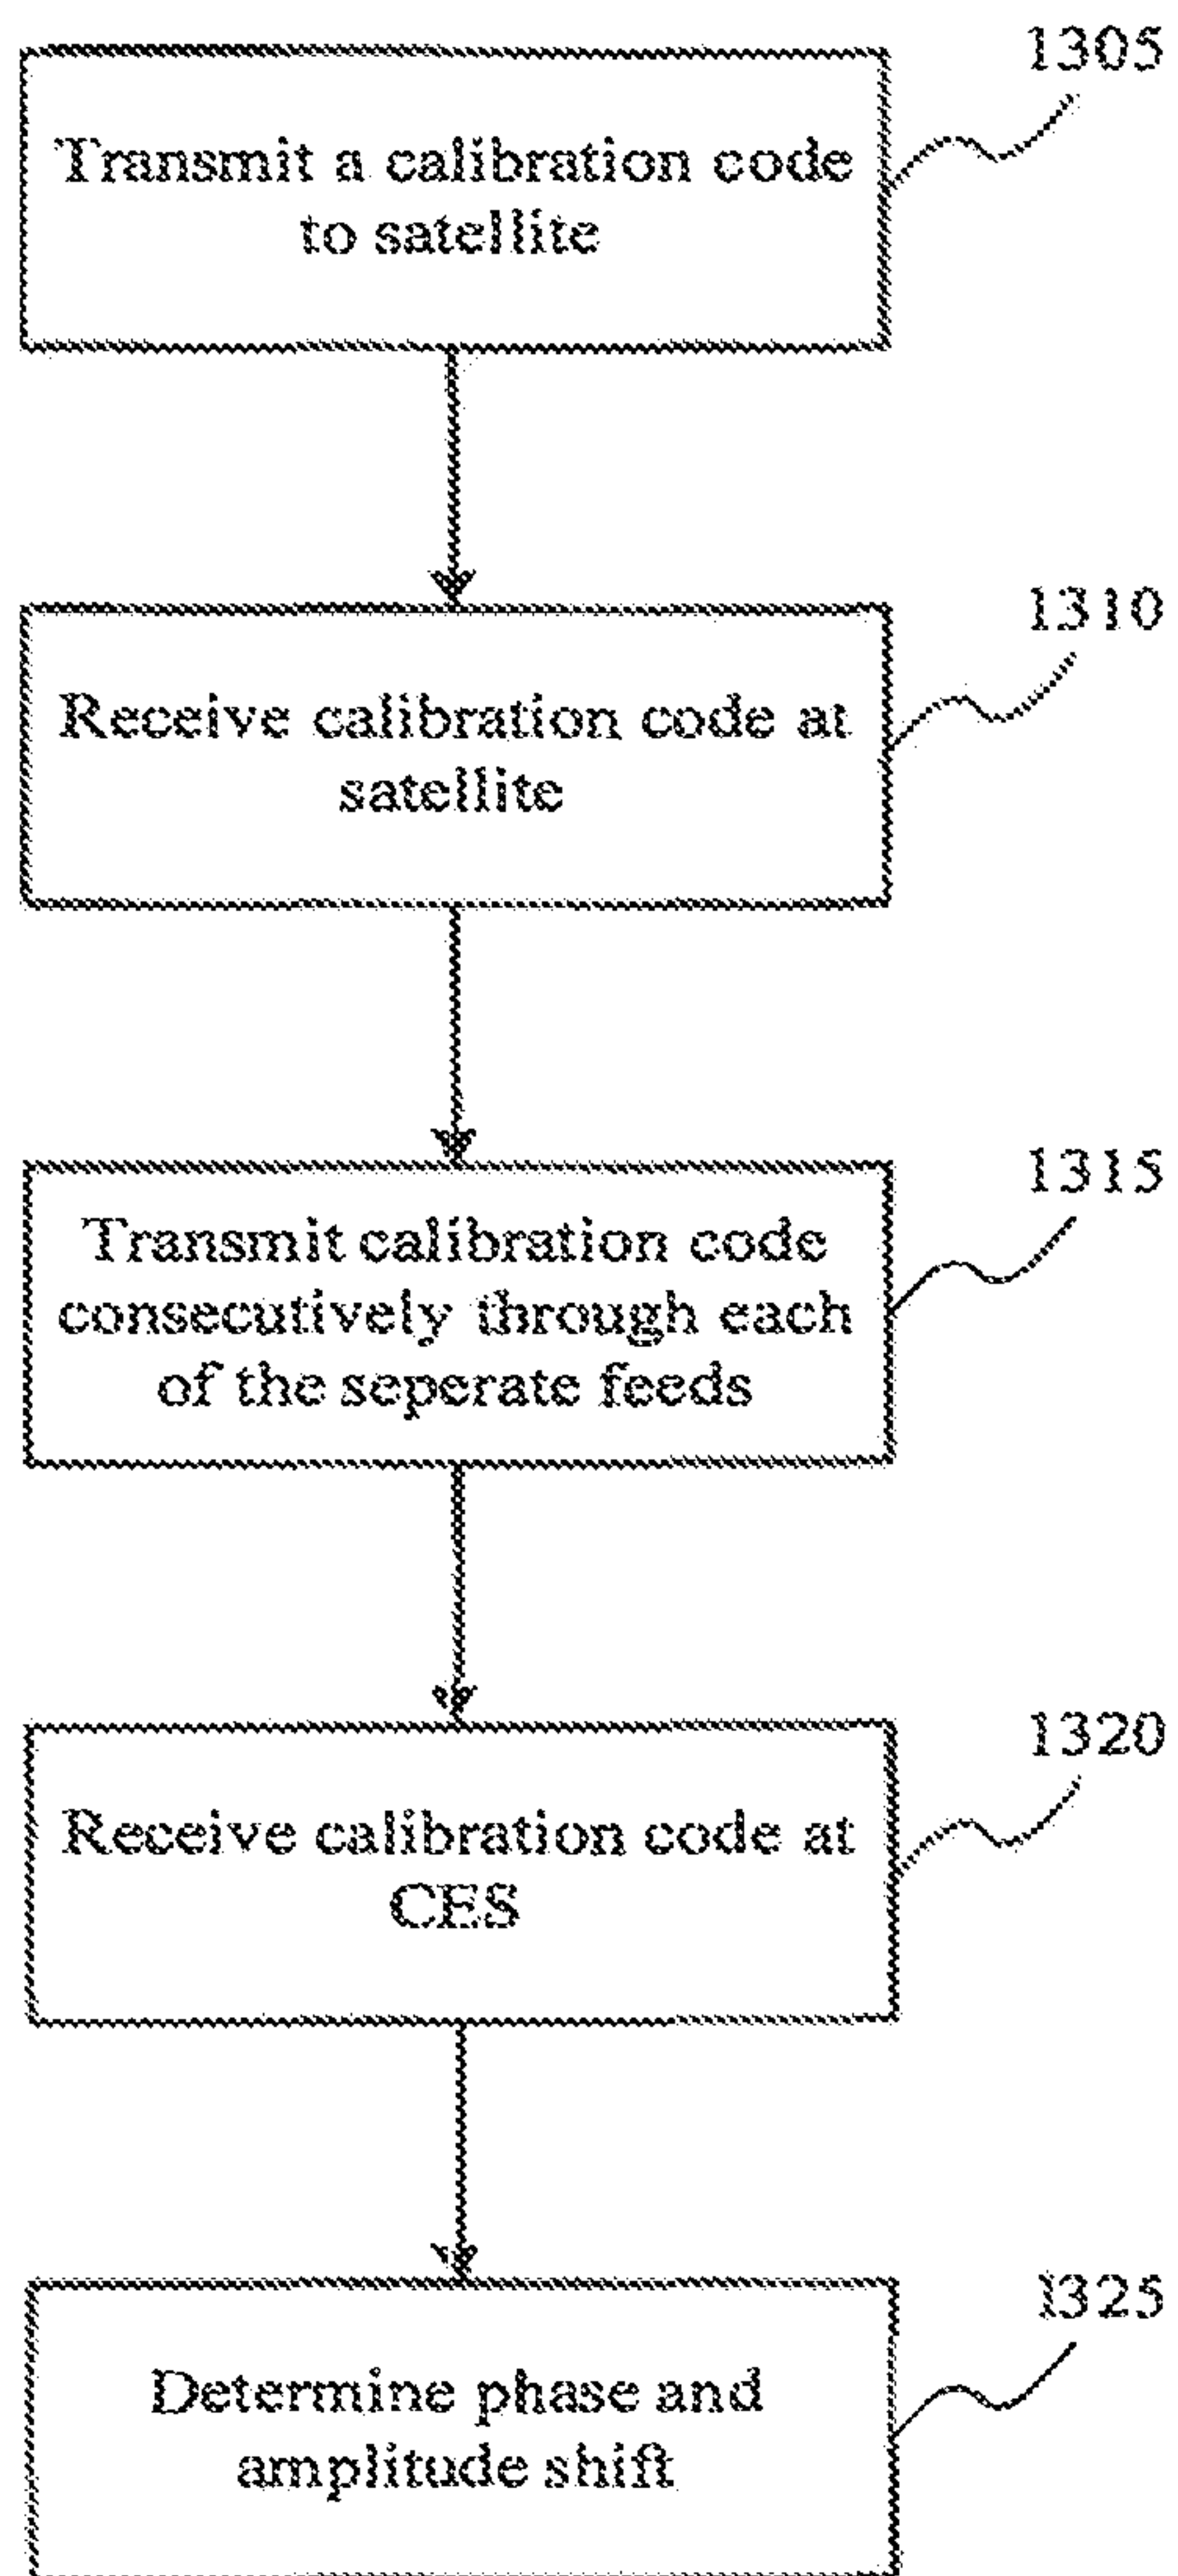 1305
Transmit a calibration code
to satellite
1310
Receive calibration code at
satellite
1315
Transmit calibration code
consecutively through each
of the seperate feeds
1320
Receive calibration code at
CES
1325
Determine phase and
amplitude shift